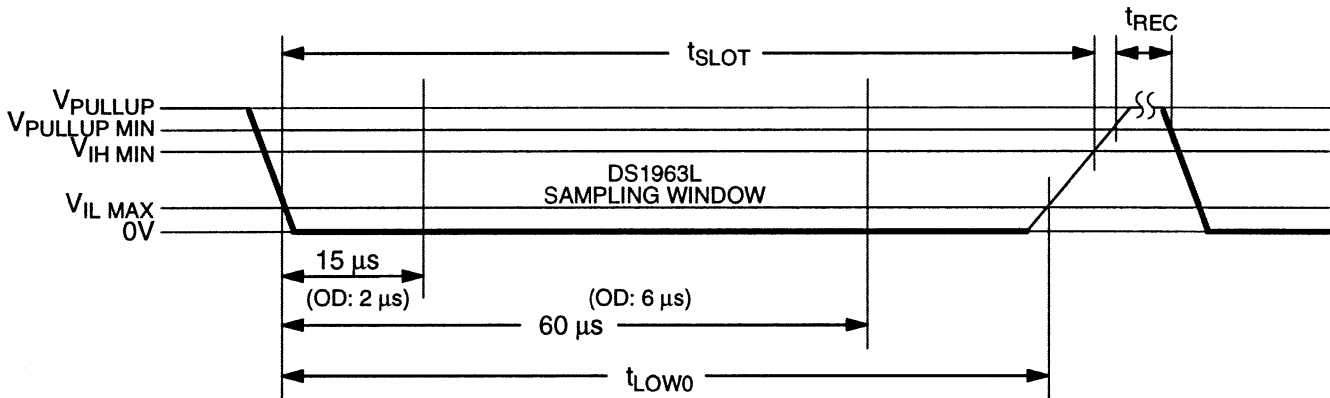 tREC
tSLOT
VPULLUP
VPULLUP MIN
VIH MIN
DS1963L
SAMPLING WINDOW
VIL MAX
0V
15 µs
(OD: 2 µs)
(OD: 6 µs)
60 µs
tLOW0